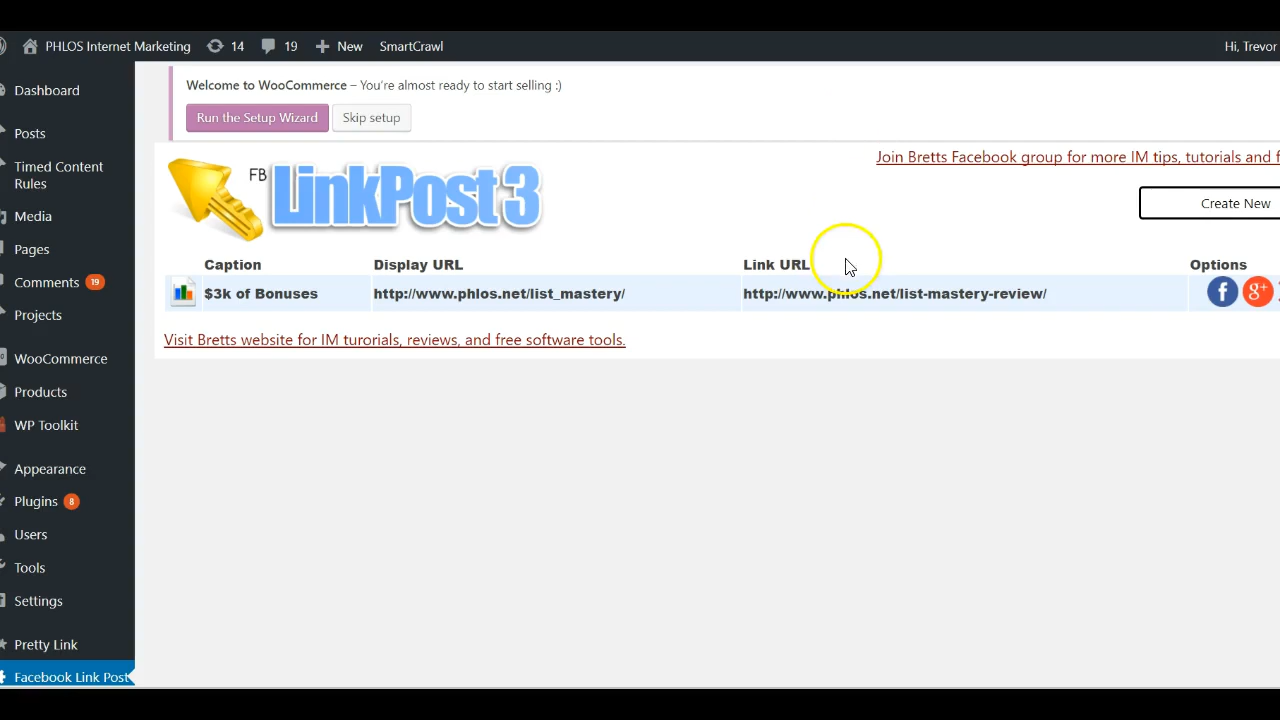 PHLOS Internet Marketing 14 19 New SmartCrawl Hi, Trevor
Dashboard
Posts
Timed Content
Rules
Media
Pages
Comments 19
Projects
WooCommerce
Products
WP Toolkit
Appearance
Plugins 8
Users
Tools
Settings
Pretty Link
Facebook Link Post
Welcome to WooCommerce – You're almost ready to start selling :)
Run the Setup Wizard Skip setup
Join Bretts Facebook group for more IM tips, tutorials and f
FB LinkPost 3
Create New
Caption Display URL Link URL Options
$3k of Bonuses http://www.phlos.net/list_mastery/ http://www.phlos.net/list-mastery-review/ f g+
Visit Bretts website for IM turorials, reviews, and free software tools.